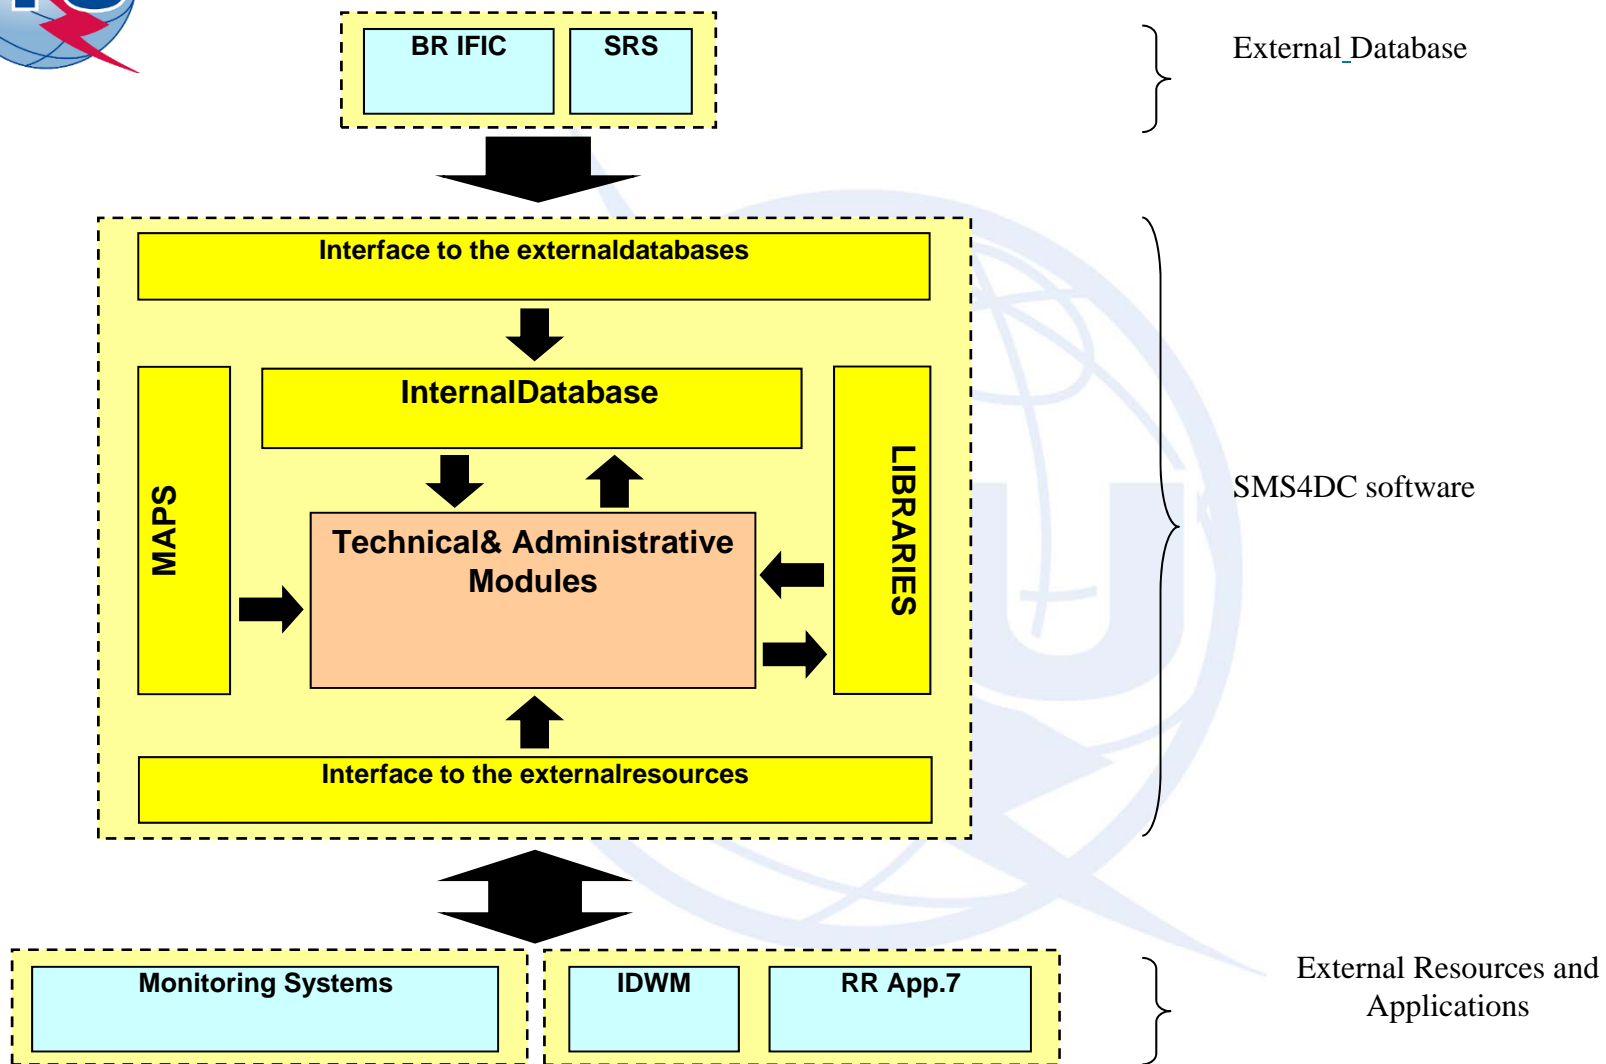 BR IFIC
SRS
External Database
Interface to the externaldatabases
InternalDatabase
MAPS
LIBRARIES
SMS4DC software
Technical& Administrative
Modules
Interface to the externalresources
Monitoring Systems
IDWM
RR App.7
External Resources and
Applications